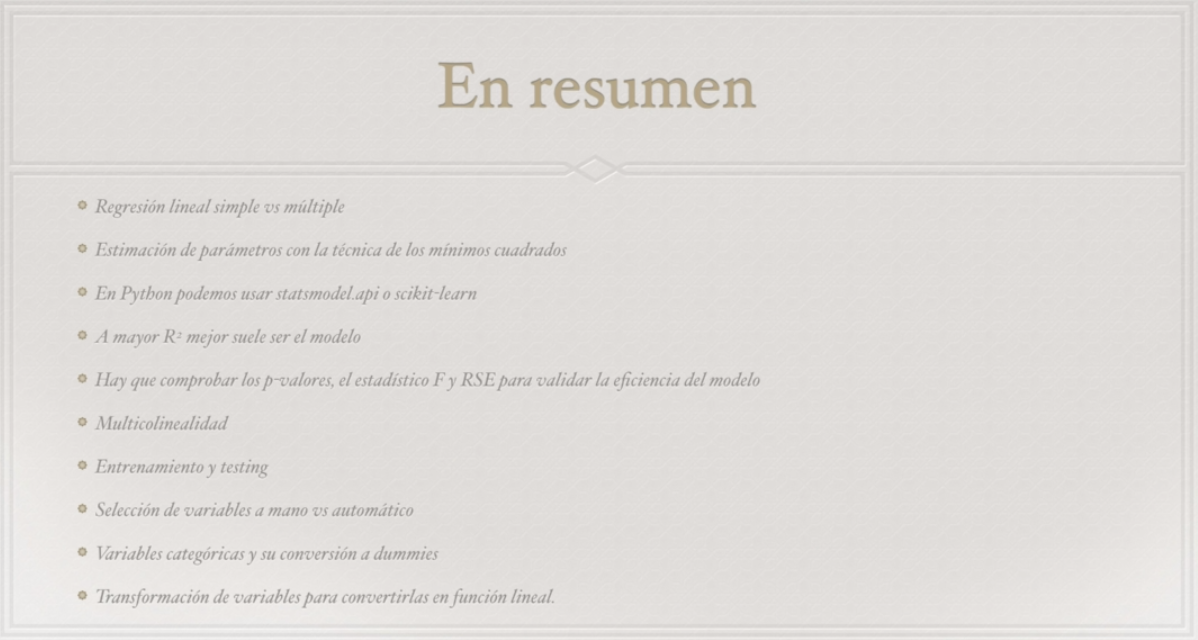 En resumen
Regresión lineal simple vs múltiple
Estimación de parámetros con la técnica de los mínimos cuadrados
En Python podemos usar statsmodel.api o scikit-learn
A mayor R² mejor suele ser el modelo
Hay que comprobar los p-valores, el estadístico F y RSE para validar la eficiencia del modelo
Multicolinealidad
Entrenamiento y testing
Selección de variables a mano vs automático
Variables categóricas y su conversión a dummies
Transformación de variables para convertirlas en función lineal.